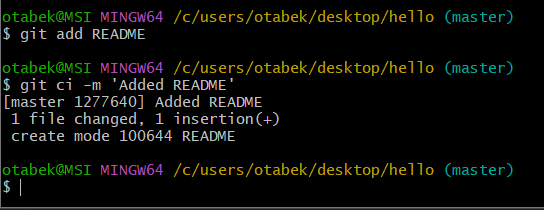 otabek@MSI MINGW64 /c/users/otabek/desktop/hello (master)
$ git add README
otabek@MSI MINGW64 /c/users/otabek/desktop/hello (master)
$ git ci -m 'Added README'
[master 1277640] Added README
 1 file changed, 1 insertion(+)
 create mode 100644 README
otabek@MSI MINGW64 /c/users/otabek/desktop/hello (master)
$